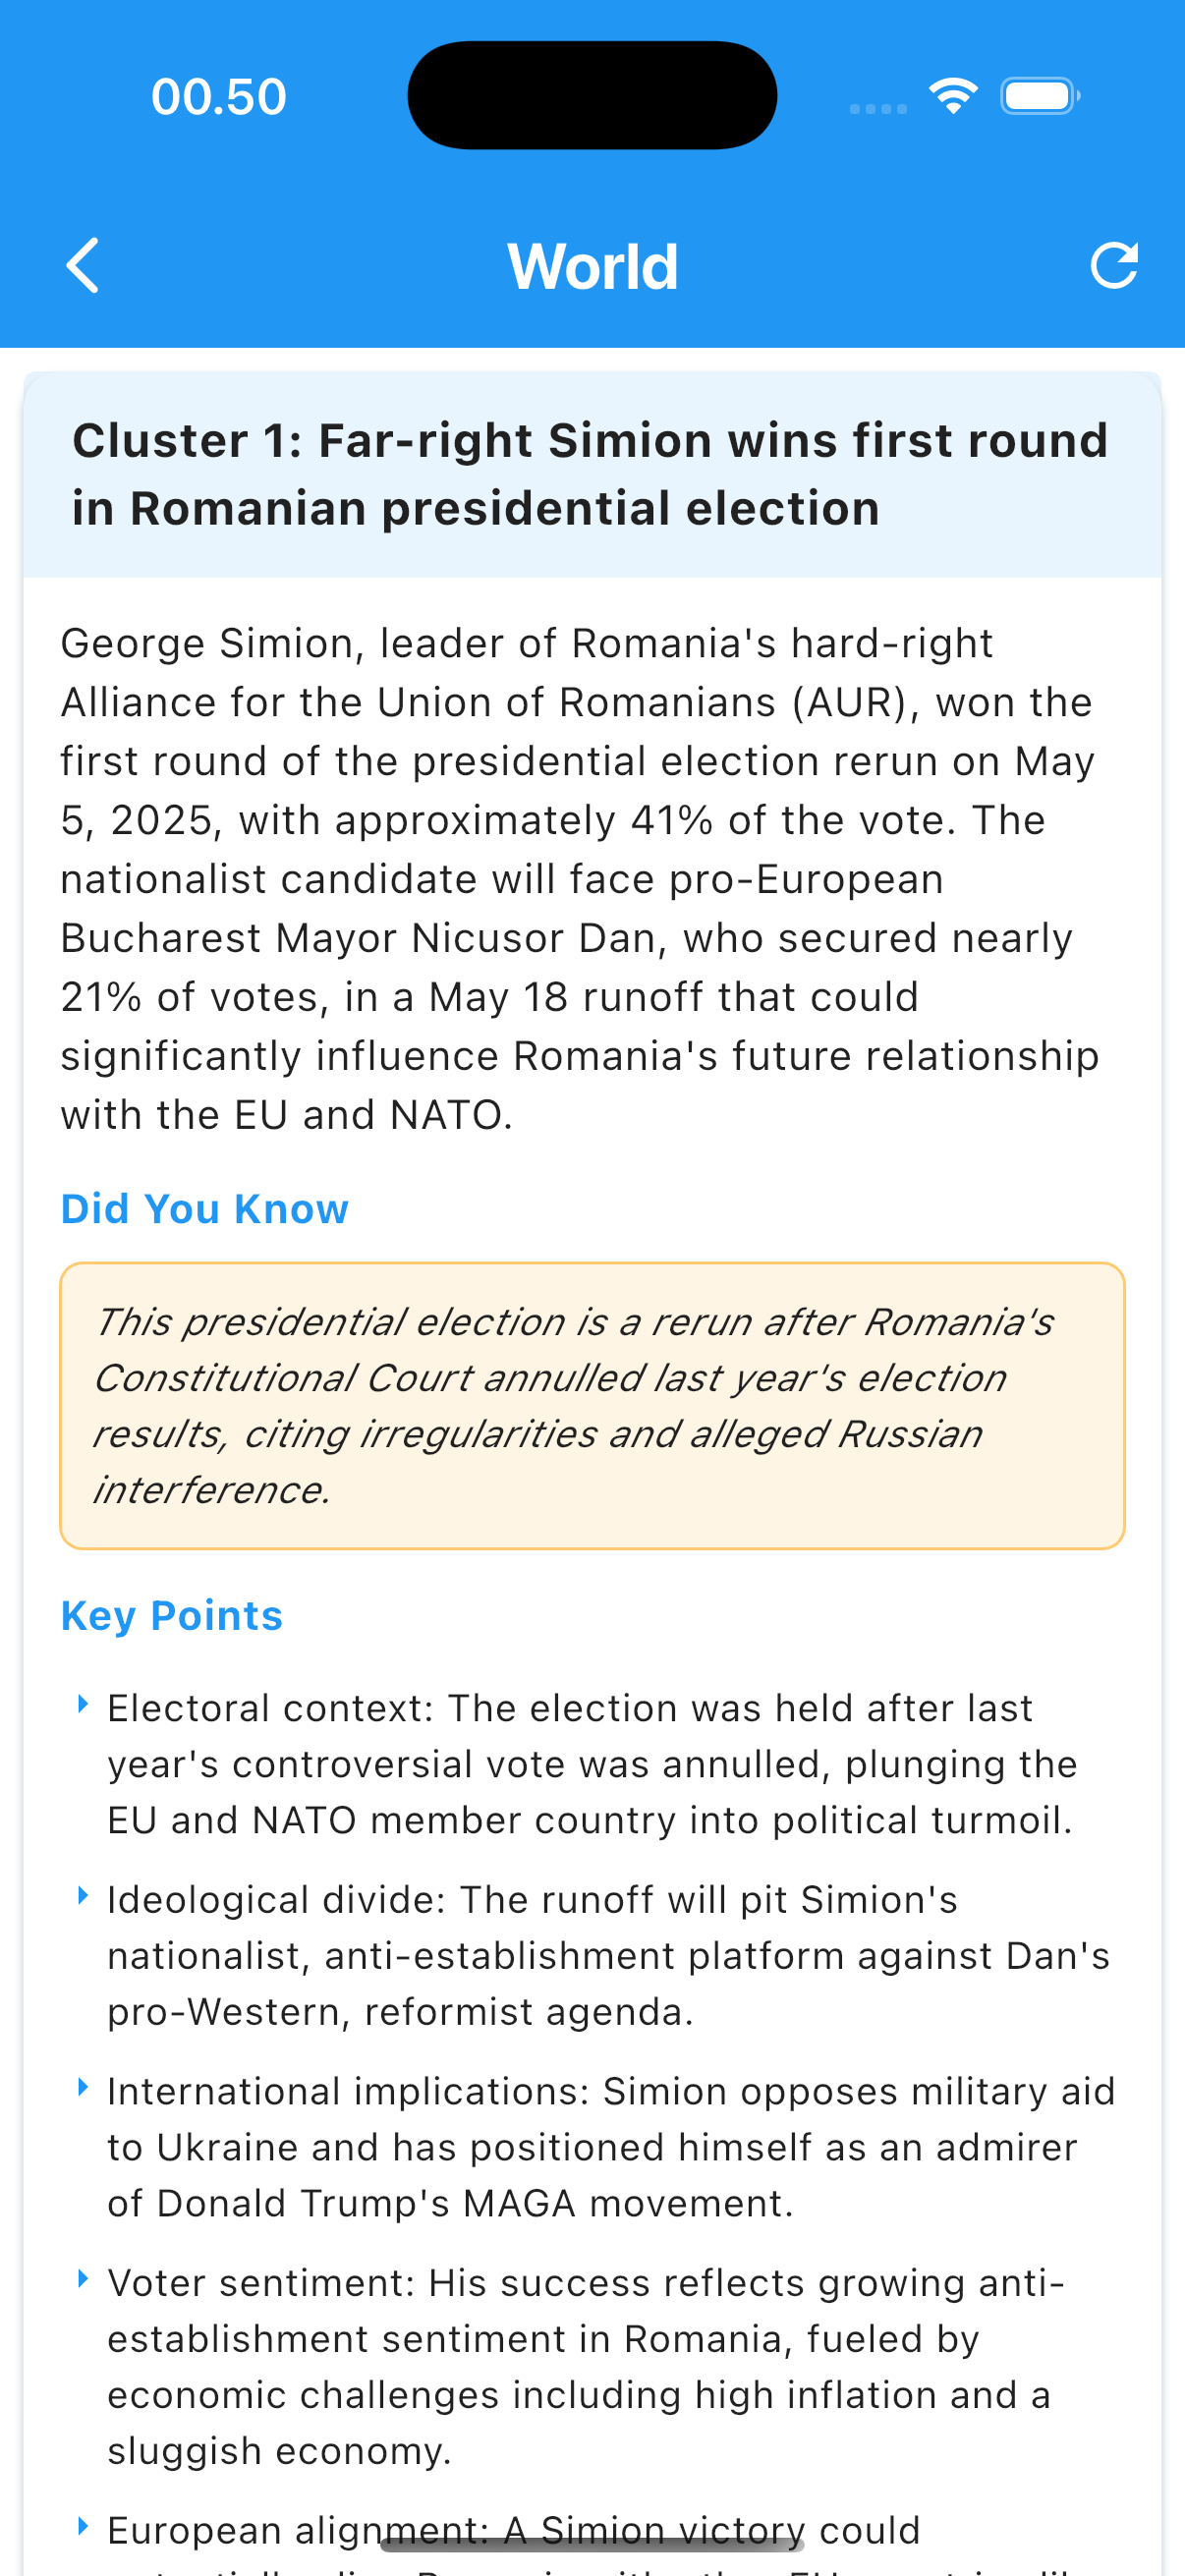 00.50
World
Cluster 1: Far-right Simion wins first round
in Romanian presidential election
George Simion, leader of Romania's hard-right
Alliance for the Union of Romanians (AUR), won the
first round of the presidential election rerun on May
5, 2025, with approximately 41% of the vote. The
nationalist candidate will face pro-European
Bucharest Mayor Nicusor Dan, who secured nearly
21% of votes, in a May 18 runoff that could
significantly influence Romania's future relationship
with the EU and NATO.
Did You Know
This presidential election is a rerun after Romania's
Constitutional Court annulled last year's election
results, citing irregularities and alleged Russian
interference.
Key Points
Electoral context: The election was held after last
year's controversial vote was annulled, plunging the
EU and NATO member country into political turmoil.
Ideological divide: The runoff will pit Simion's
nationalist, anti-establishment platform against Dan's
pro-Western, reformist agenda.
International implications: Simion opposes military aid
to Ukraine and has positioned himself as an admirer
of Donald Trump's MAGA movement.
Voter sentiment: His success reflects growing anti-
establishment sentiment in Romania, fueled by
economic challenges including high inflation and a
sluggish economy.
European alignment: A Simion victory could